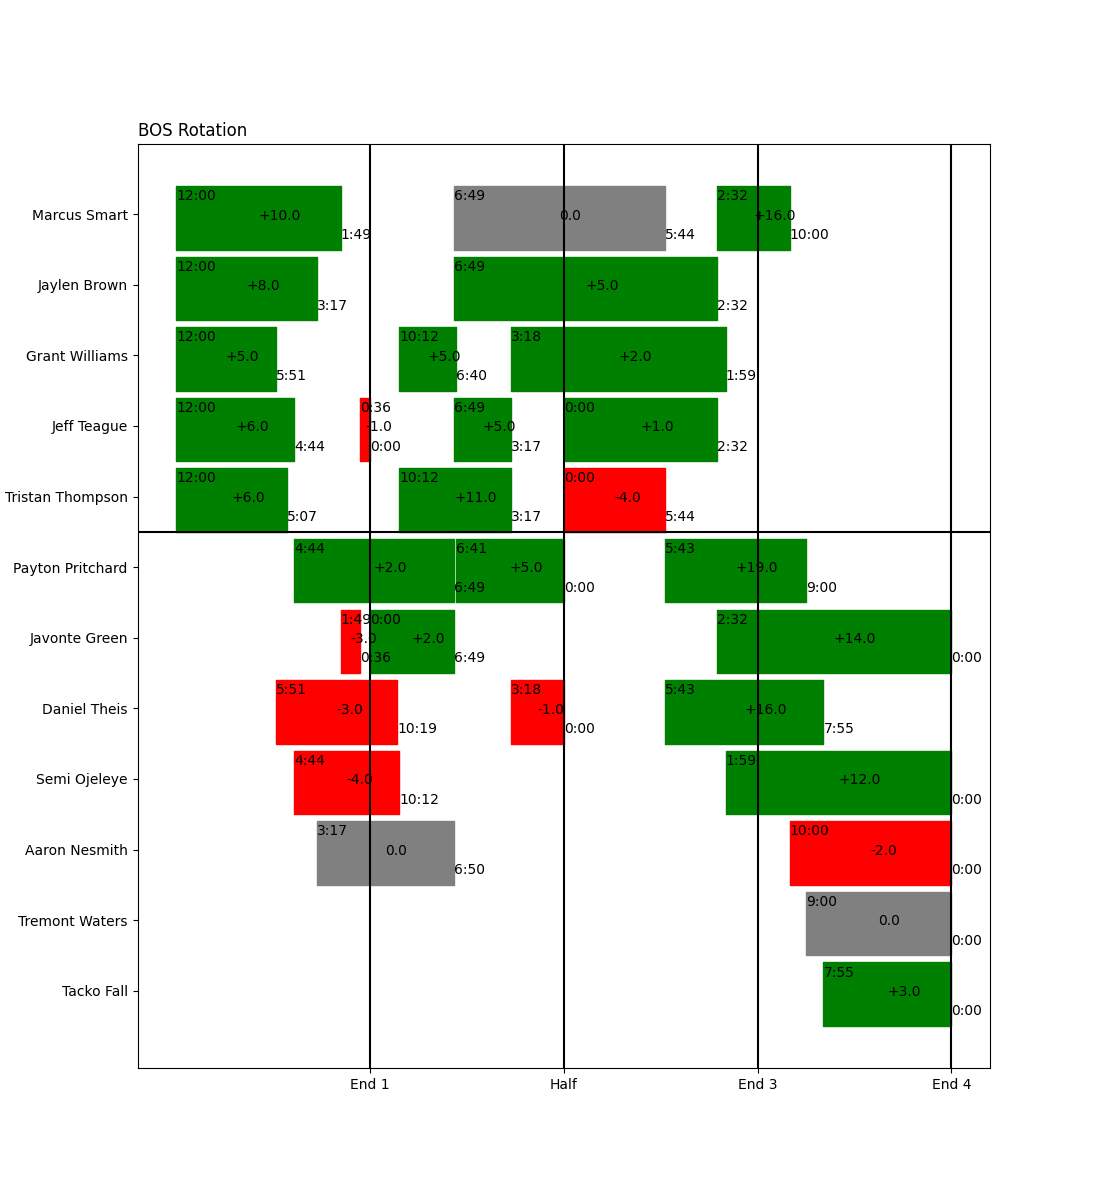 BOS Rotation
12:00 6:49 2:32
Marcus Smart +10.0 0.0 +16.0
1:49 5:44 10:00
12:00 6:49
Jaylen Brown +8.0 +5.0
3:17 2:32
12:00 10:12 3:18
Grant Williams +5.0 +5.0 +2.0
5:51 6:40 1:59
12:00 0:36 6:49 0:00
Jeff Teague +6.0 -1.0 +5.0 +1.0
4:44 0:00 3:17 2:32
12:00 10:12 0:00
Tristan Thompson +6.0 +11.0 -4.0
5:07 3:17 5:44
4:44 6:41 5:43
Payton Pritchard +2.0 +5.0 +19.0
6:49 0:00 9:00
1:49 0:00 2:32
Javonte Green -3.0 +2.0 +14.0
0:36 6:49 0:00
5:51 3:18 5:43
Daniel Theis -3.0 -1.0 +16.0
10:19 0:00 7:55
4:44 1:59
Semi Ojeleye -4.0 +12.0
10:12 0:00
3:17 10:00
Aaron Nesmith 0.0 -2.0
6:50 0:00
9:00
Tremont Waters 0.0
0:00
7:55
Tacko Fall +3.0
0:00
End 1 Half End 3 End 4